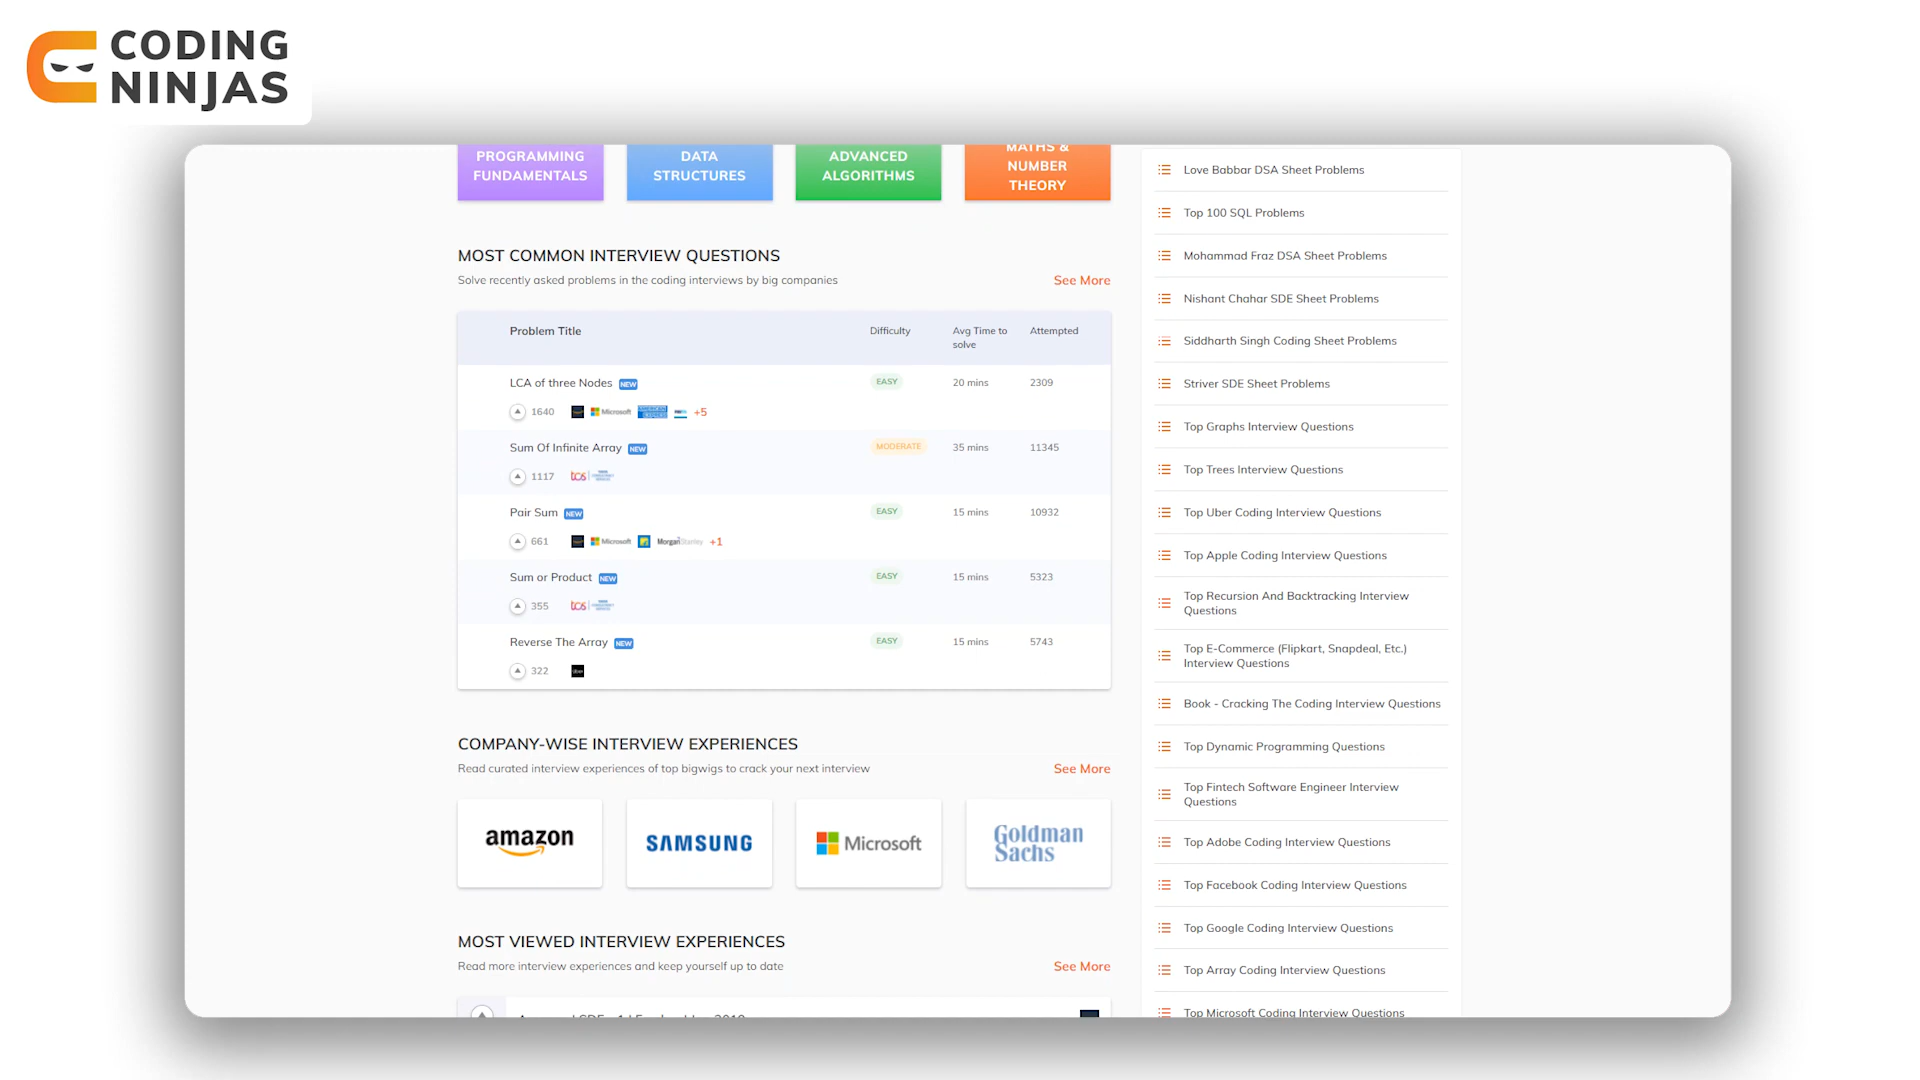 CODING
NINJAS
PROGRAMMING
FUNDAMENTALS
DATA
STRUCTURES
ADVANCED
ALGORITHMS
MATHS &
NUMBER
THEORY
MOST COMMON INTERVIEW QUESTIONS
Solve recently asked problems in the coding interviews by big companies
See More
Problem Title
Difficulty
Avg Time to
solve
Attempted
LCA of three Nodes NEW
EASY
20 mins
2309
1640
Microsoft
+5
Sum Of Infinite Array NEW
MODERATE
35 mins
11345
1117
tcs
Pair Sum NEW
EASY
15 mins
10932
661
Microsoft
Morgan Stanley
+1
Sum or Product NEW
EASY
15 mins
5323
355
tcs
Reverse The Array NEW
EASY
15 mins
5743
322
COMPANY-WISE INTERVIEW EXPERIENCES
Read curated interview experiences of top bigwigs to crack your next interview
See More
amazon
SAMSUNG
Microsoft
Goldman
Sachs
MOST VIEWED INTERVIEW EXPERIENCES
Read more interview experiences and keep yourself up to date
See More
Love Babbar DSA Sheet Problems
Top 100 SQL Problems
Mohammad Fraz DSA Sheet Problems
Nishant Chahar SDE Sheet Problems
Siddharth Singh Coding Sheet Problems
Striver SDE Sheet Problems
Top Graphs Interview Questions
Top Trees Interview Questions
Top Uber Coding Interview Questions
Top Apple Coding Interview Questions
Top Recursion And Backtracking Interview
Questions
Top E-Commerce (Flipkart, Snapdeal, Etc.)
Interview Questions
Book - Cracking The Coding Interview Questions
Top Dynamic Programming Questions
Top Fintech Software Engineer Interview
Questions
Top Adobe Coding Interview Questions
Top Facebook Coding Interview Questions
Top Google Coding Interview Questions
Top Array Coding Interview Questions
Top Microsoft Coding Interview Questions